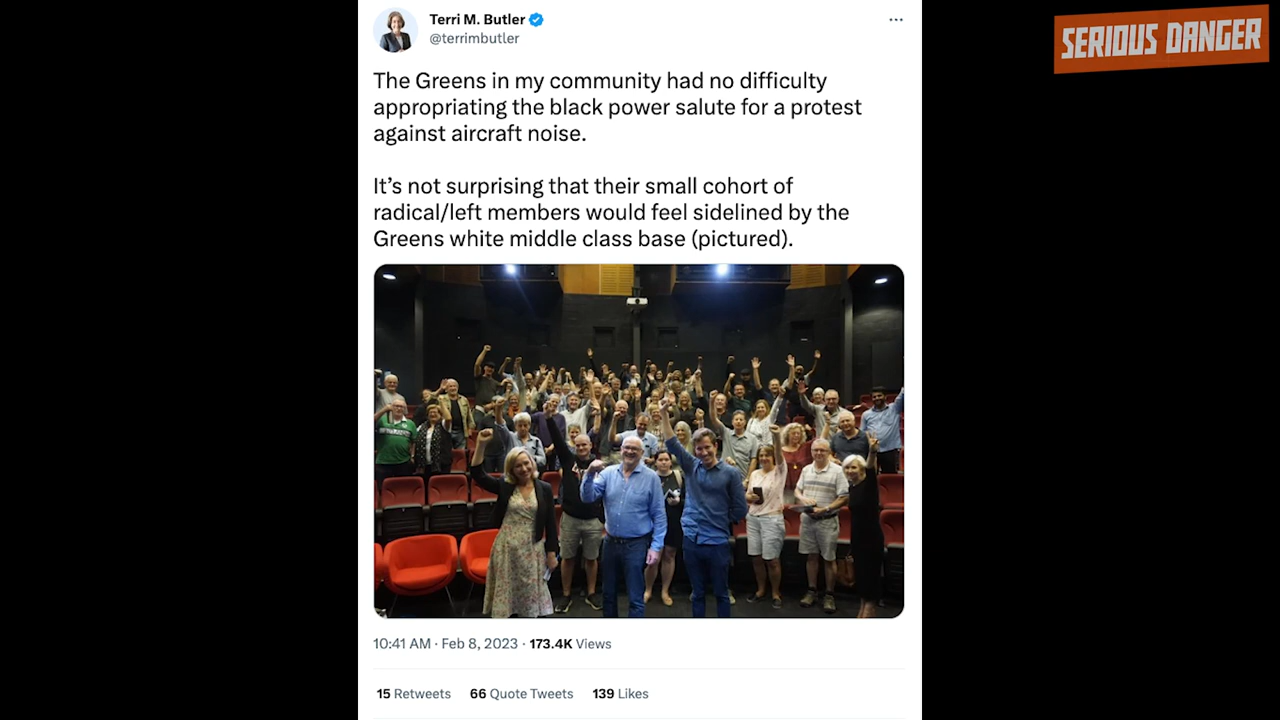 Terri M. Butler
@terrimbutler
SERIOUS DANGER
The Greens in my community had no difficulty
appropriating the black power salute for a protest
against aircraft noise.
It’s not surprising that their small cohort of
radical/left members would feel sidelined by the
Greens white middle class base (pictured).
10:41 AM · Feb 8, 2023 · 173.4K Views
15 Retweets 66 Quote Tweets 139 Likes